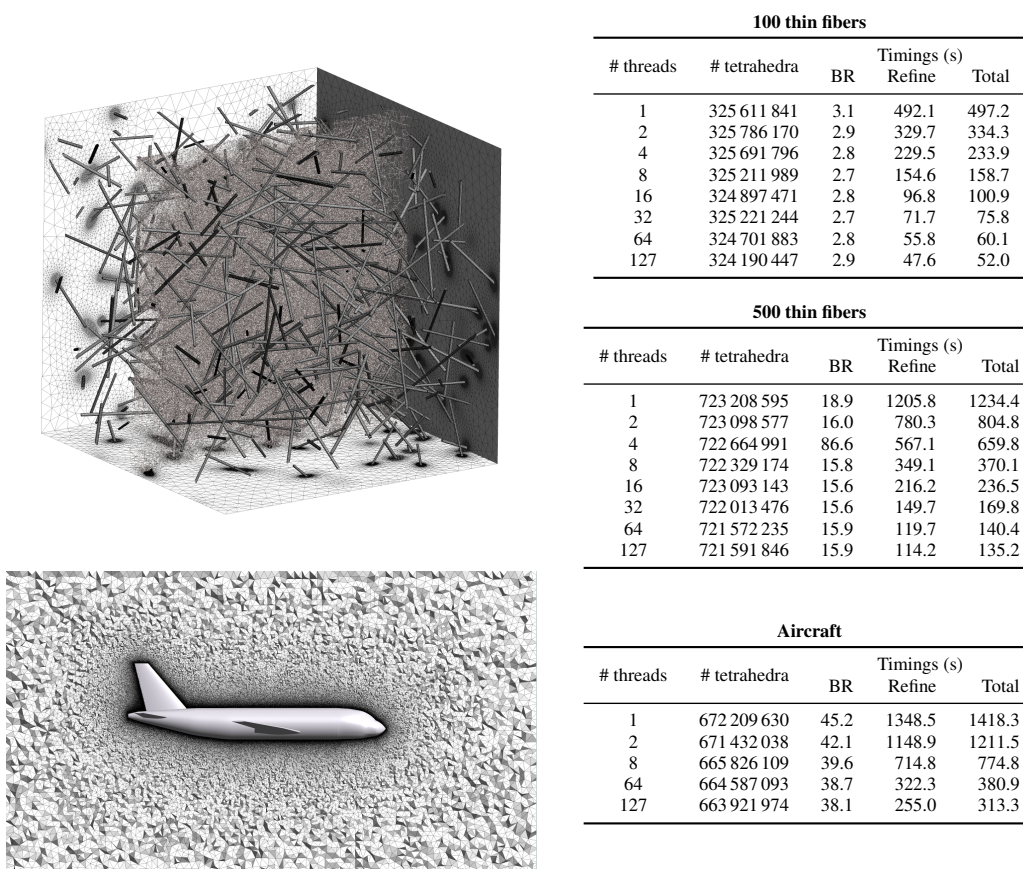 100 thin fibers
# threads # tetrahedra Timings (s)
BR Refine Total
1 325 611 841 3.1 492.1 497.2
2 325 786 170 2.9 329.7 334.3
4 325 691 796 2.8 229.5 233.9
8 325 211 989 2.7 154.6 158.7
16 324 897 471 2.8 96.8 100.9
32 325 221 244 2.7 71.7 75.8
64 324 701 883 2.8 55.8 60.1
127 324 190 447 2.9 47.6 52.0
500 thin fibers
# threads # tetrahedra Timings (s)
BR Refine Total
1 723 208 595 18.9 1205.8 1234.4
2 723 098 577 16.0 780.3 804.8
4 722 664 991 86.6 567.1 659.8
8 722 329 174 15.8 349.1 370.1
16 723 093 143 15.6 216.2 236.5
32 722 013 476 15.6 149.7 169.8
64 721 572 235 15.9 119.7 140.4
127 721 591 846 15.9 114.2 135.2
Aircraft
# threads # tetrahedra Timings (s)
BR Refine Total
1 672 209 630 45.2 1348.5 1418.3
2 671 432 038 42.1 1148.9 1211.5
8 665 826 109 39.6 714.8 774.8
64 664 587 093 38.7 322.3 380.9
127 663 921 974 38.1 255.0 313.3